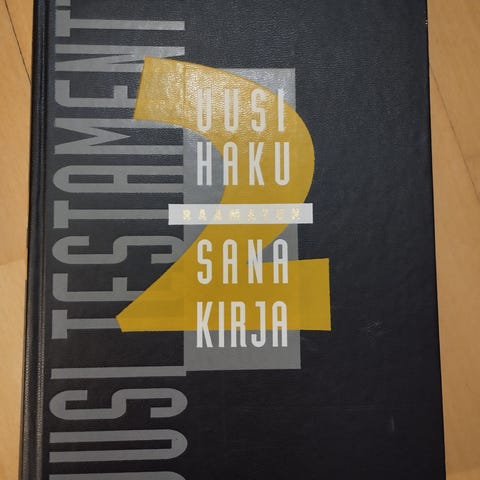 UUSI TESTAMENTTI
2
UUSI
HAKU
RAAMATUN
SANA
KIRJA